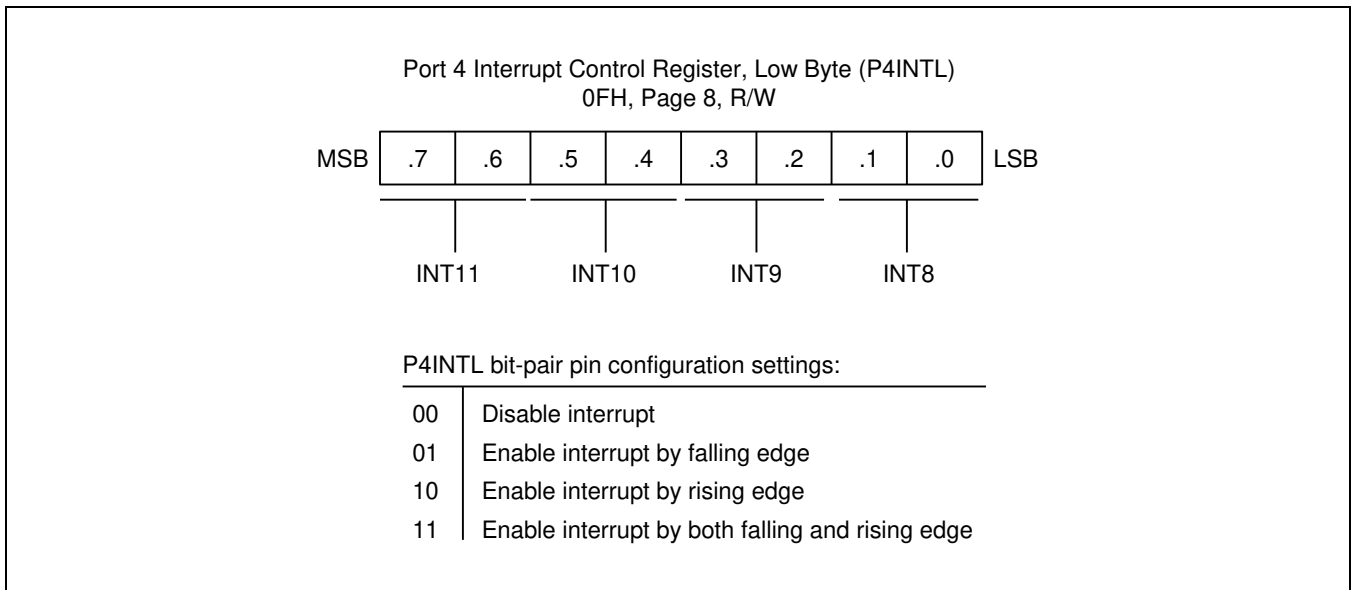 Port 4 Interrupt Control Register, Low Byte (P4INTL)
0FH, Page 8, R/W
MSB .7 .6 .5 .4 .3 .2 .1 .0 LSB
INT11 INT10 INT9 INT8
P4INTL bit-pair pin configuration settings:
00 Disable interrupt
01 Enable interrupt by falling edge
10 Enable interrupt by rising edge
11 Enable interrupt by both falling and rising edge